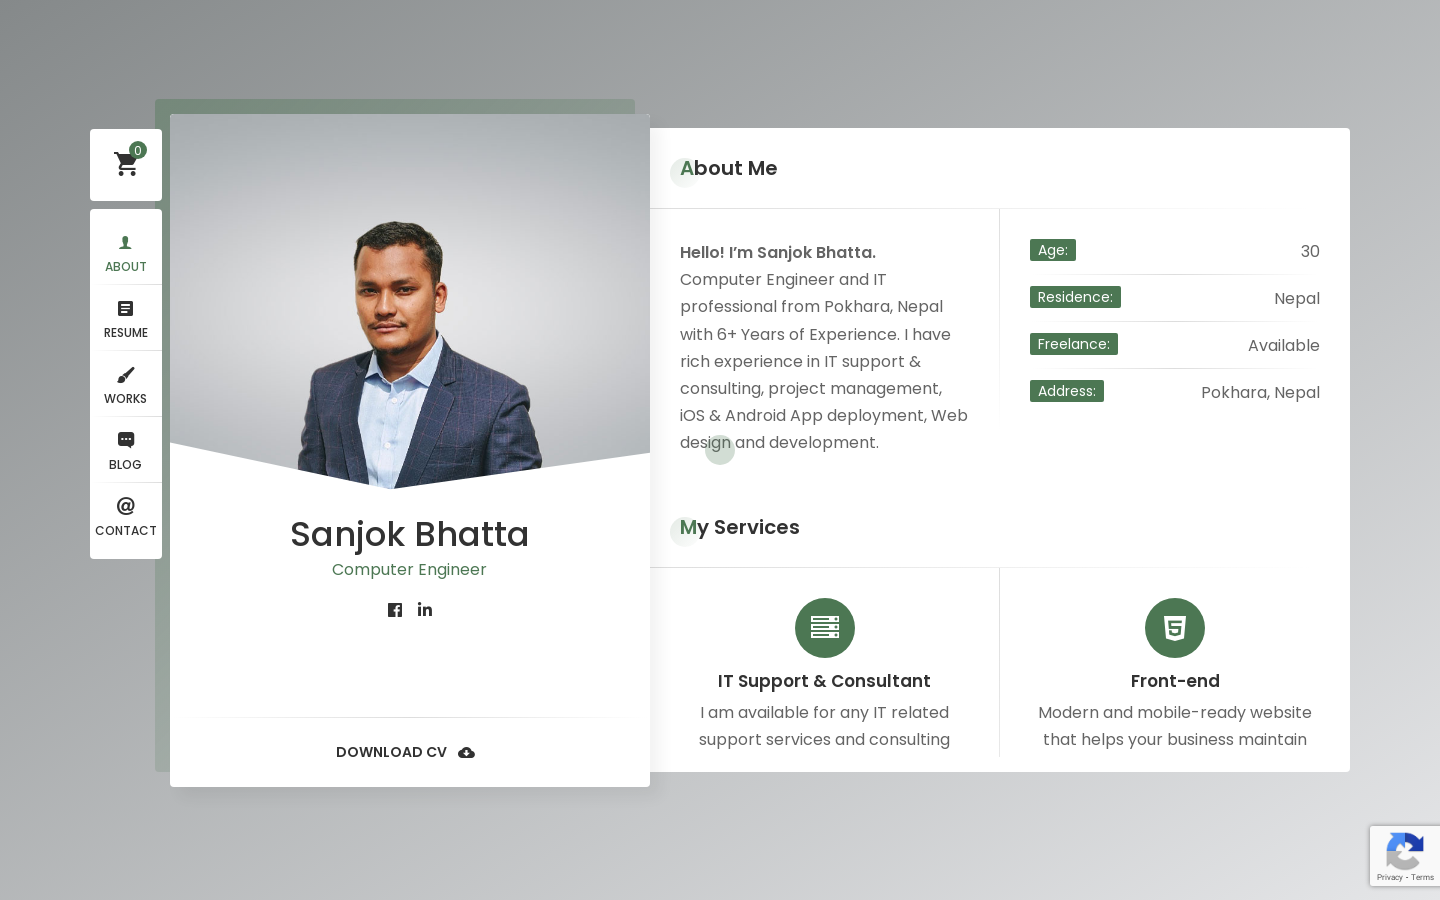 0
ABOUT
RESUME
WORKS
BLOG
CONTACT
Sanjok Bhatta
Computer Engineer
DOWNLOAD CV
About Me
Hello! I’m Sanjok Bhatta.
Computer Engineer and IT
professional from Pokhara, Nepal
with 6+ Years of Experience. I have
rich experience in IT support &
consulting, project management,
iOS & Android App deployment, Web
design and development.
Age: 30
Residence: Nepal
Freelance: Available
Address: Pokhara, Nepal
My Services
IT Support & Consultant
I am available for any IT related
support services and consulting
Front-end
Modern and mobile-ready website
that helps your business maintain
Privacy - Terms